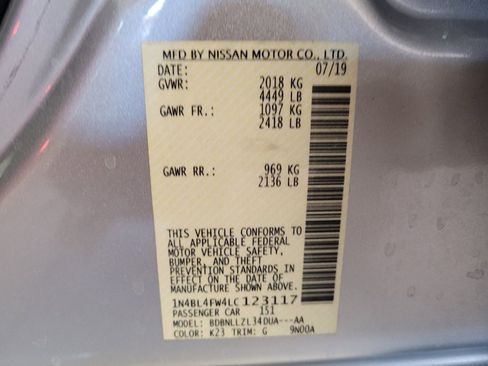 MFD BY NISSAN MOTOR CO., LTD.
DATE: 07/19
GVWR: 2018 KG
4449 LB
GAWR FR.: 1097 KG
2418 LB
GAWR RR.: 969 KG
2136 LB
THIS VEHICLE CONFORMS TO
ALL APPLICABLE FEDERAL
MOTOR VEHICLE SAFETY,
BUMPER, AND THEFT
PREVENTION STANDARDS IN
EFFECT ON THE DATE OF
MANUFACTURE SHOWN ABOVE.
1N4BL4FW4LC123117
PASSENGER CAR 151
MODEL: BDBNLLZL34DUA---AA
COLOR: K23 TRIM: G 9N00A